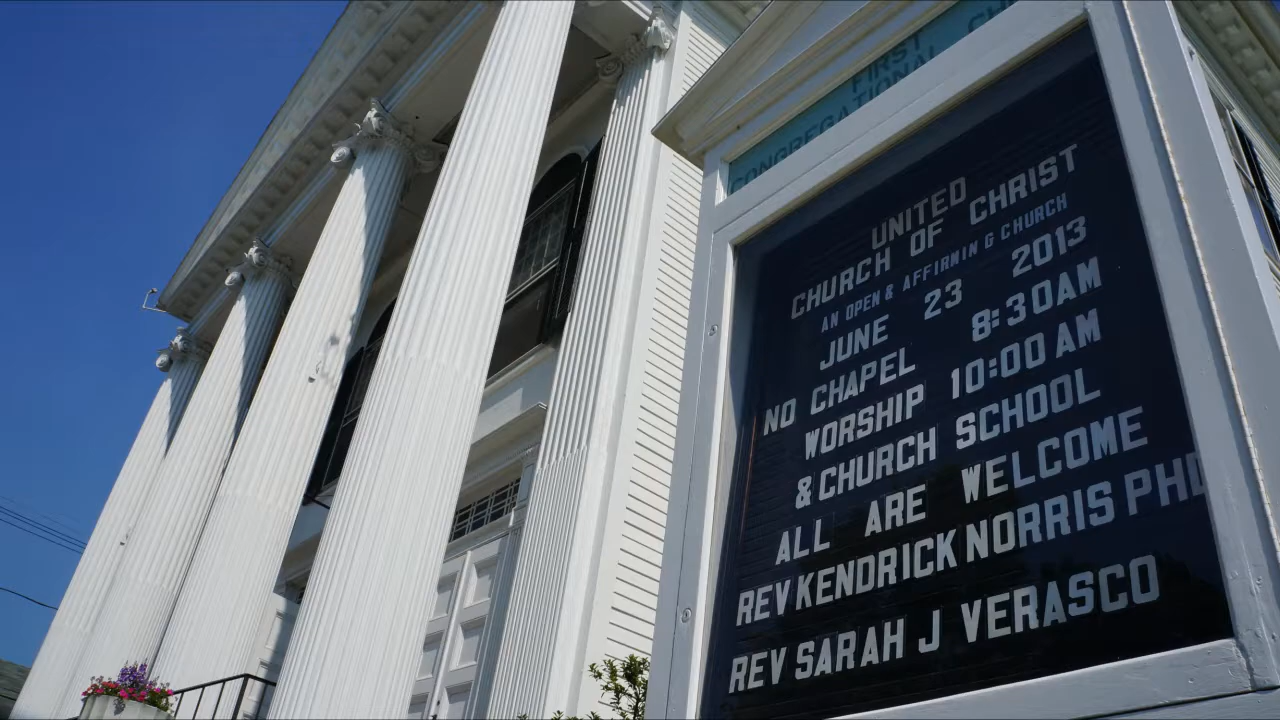 FIRST
CONGREGATIONAL
UNITED
CHURCH OF CHRIST
AN OPEN & AFFIRMIN G CHURCH
JUNE 23 2013
NO CHAPEL 8:30AM
WORSHIP 10:00 AM
& CHURCH SCHOOL
ALL ARE WELCOME
REV KENDRICK NORRIS PHD
REV SARAH J VERASCO